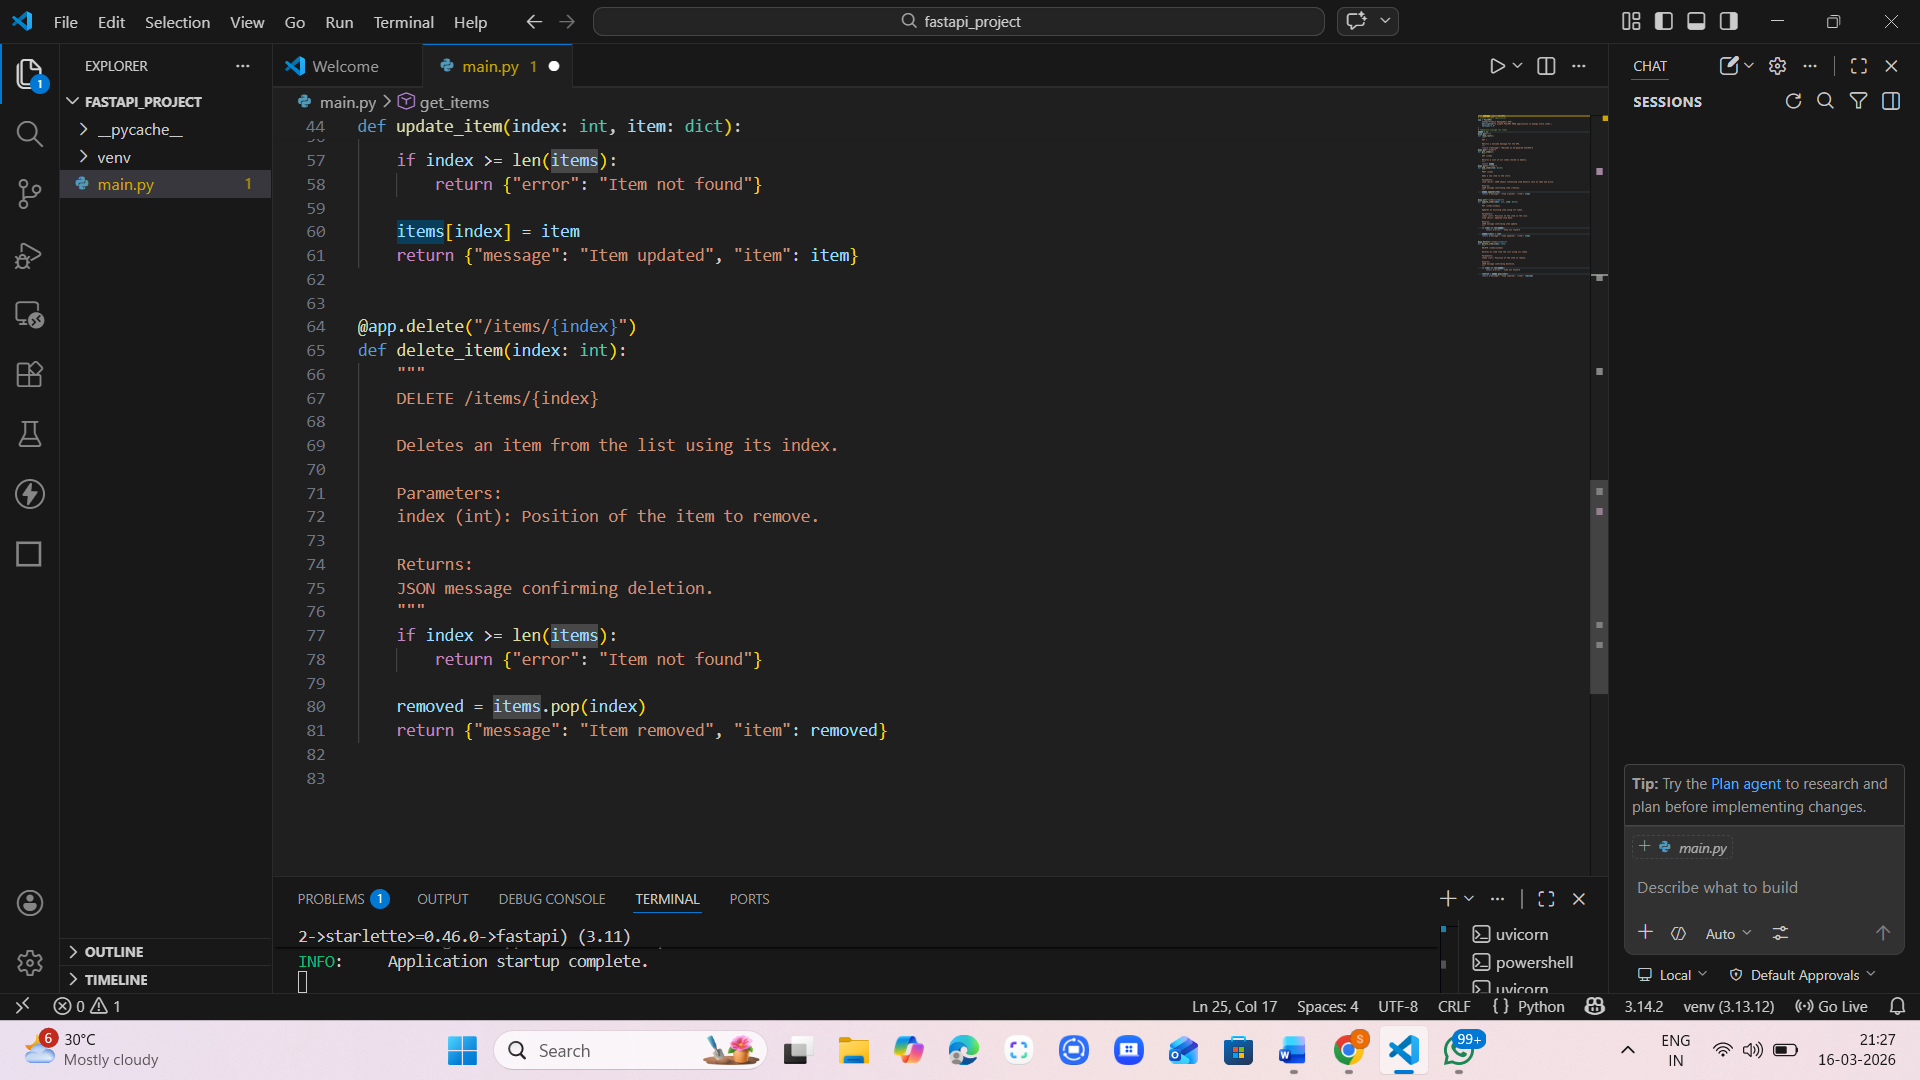 File Edit Selection View Go Run Terminal Help
fastapi_project
1
EXPLORER
FASTAPI_PROJECT
__pycache__
venv
main.py 1
OUTLINE
TIMELINE
Welcome
main.py 1
main.py > get_items
44 def update_item(index: int, item: dict):
57 if index >= len(items):
58 return {"error": "Item not found"}
59
60 items[index] = item
61 return {"message": "Item updated", "item": item}
62
63
64 @app.delete("/items/{index}")
65 def delete_item(index: int):
66 """
67 DELETE /items/{index}
68
69 Deletes an item from the list using its index.
70
71 Parameters:
72 index (int): Position of the item to remove.
73
74 Returns:
75 JSON message confirming deletion.
76 """
77 if index >= len(items):
78 return {"error": "Item not found"}
79
80 removed = items.pop(index)
81 return {"message": "Item removed", "item": removed}
82
83
PROBLEMS 1 OUTPUT DEBUG CONSOLE TERMINAL PORTS
2->starlette>=0.46.0->fastapi) (3.11)
INFO: Application startup complete.
uvicorn
powershell
uvicorn
CHAT
SESSIONS
Tip: Try the Plan agent to research and
plan before implementing changes.
main.py
Describe what to build
Auto
Local Default Approvals
0 1
Ln 25, Col 17 Spaces: 4 UTF-8 CRLF {} Python 3.14.2 venv (3.13.12) Go Live
6
30°C
Mostly cloudy
Search
S
99+
ENG
IN
21:27
16-03-2026